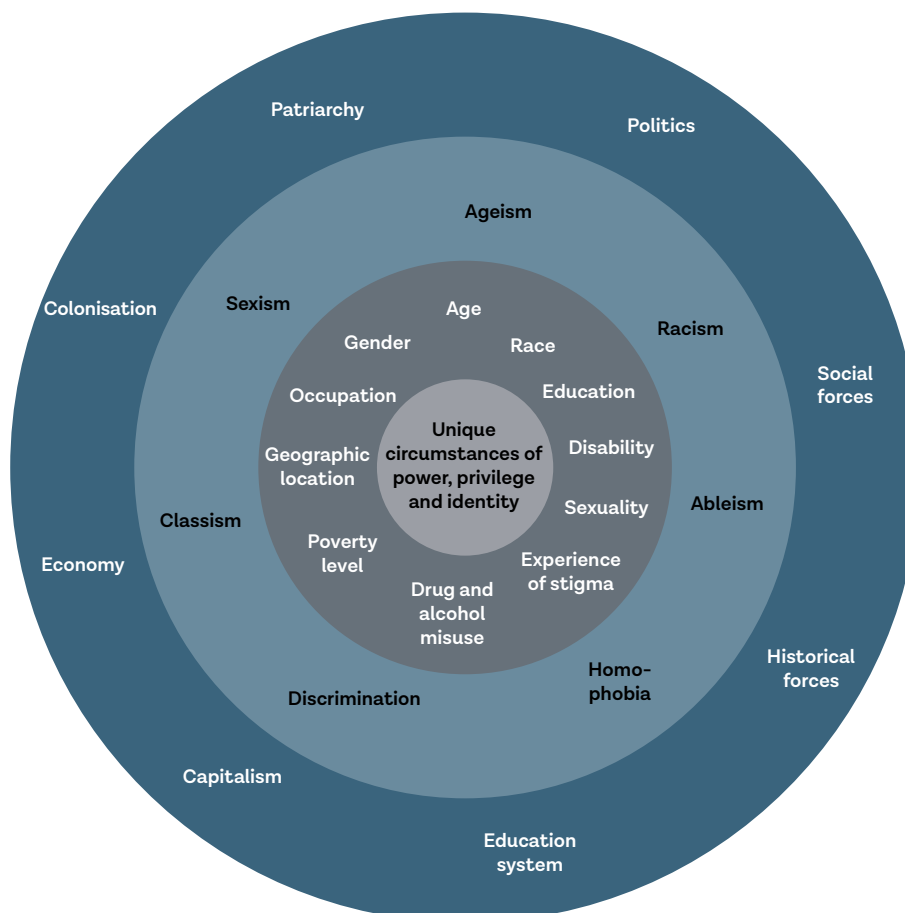 Patriarchy
Politics
Colonisation
Social
forces
Economy
Historical
forces
Capitalism
Education
system
Ageism
Sexism
Racism
Classism
Ableism
Discrimination
Homo-
phobia
Age
Gender
Race
Occupation
Education
Geographic
location
Disability
Sexuality
Poverty
level
Experience
of stigma
Drug and
alcohol
misuse
Unique
circumstances of
power, privilege
and identity